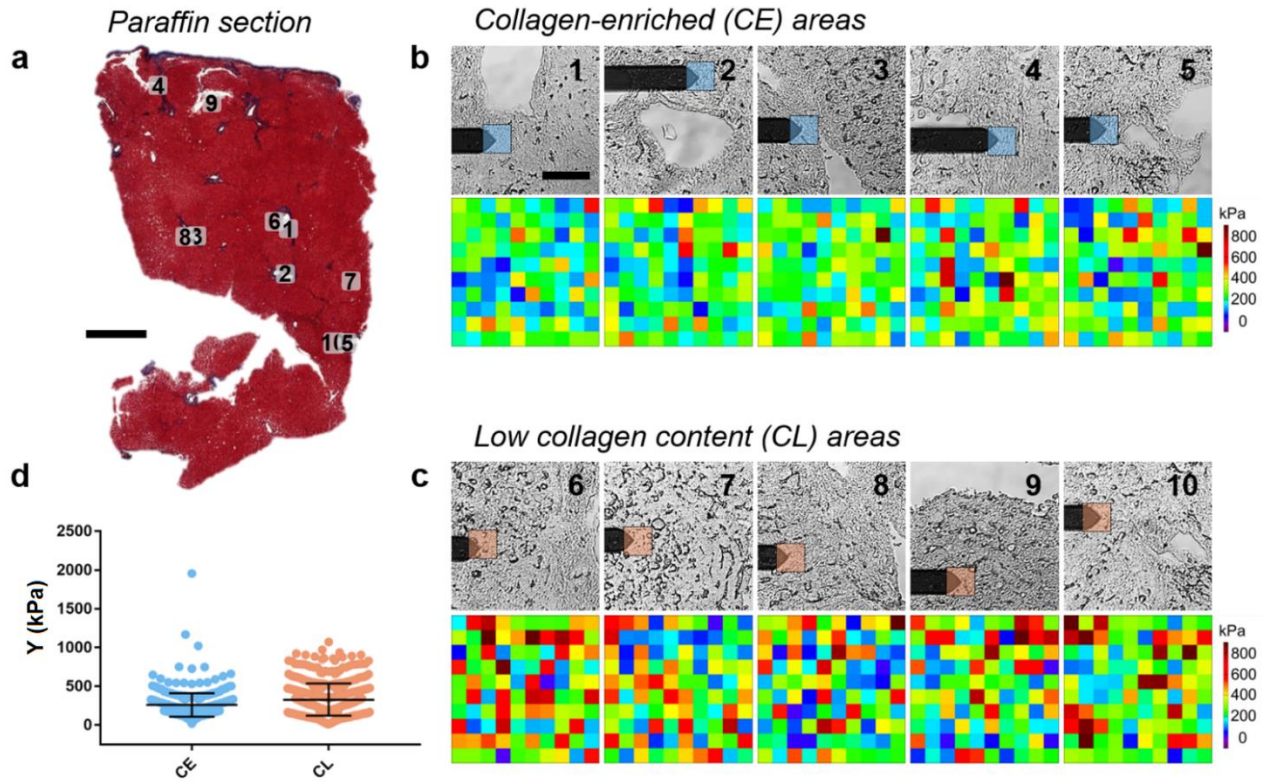 Paraffin section
a
4
9
6
1
83
2
7
10
5
Collagen-enriched (CE) areas
b
1
2
3
4
5
kPa
800
600
400
200
0
Low collagen content (CL) areas
c
6
7
8
9
10
kPa
800
600
400
200
0
d
Y (kPa)
2500
2000
1500
1000
500
0
CE
CL